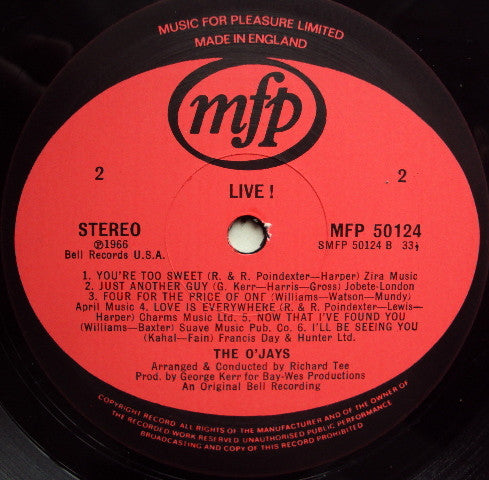 MUSIC FOR PLEASURE LIMITED
MADE IN ENGLAND
mfp
2
2
LIVE !
STEREO
℗1966
Bell Records U.S.A.
MFP 50124
SMFP 50124 B 33⅓
1. YOU'RE TOO SWEET (R. & R. Poindexter—Harper) Zira Music
2. JUST ANOTHER GUY (G. Kerr—Harris—Gross) Jobete-London
3. FOUR FOR THE PRICE OF ONE (Williams—Watson—Mundy)
April Music 4. LOVE IS EVERYWHERE (R. & R. Poindexter—Lewis—
Harper) Charms Music Ltd. 5. NOW THAT I'VE FOUND YOU
(Williams—Baxter) Suave Music Pub. Co. 6. I'LL BE SEEING YOU
(Kahal—Fain) Francis Day & Hunter Ltd.
THE O'JAYS
Arranged & Conducted by Richard Tee
Prod. by George Kerr for Bay-Wes Productions
An Original Bell Recording
COPYRIGHT RECORD. ALL RIGHTS OF THE MANUFACTURER AND OF THE OWNER OF
THE RECORDED WORK RESERVED UNAUTHORISED PUBLIC PERFORMANCE
BROADCASTING AND COPY OF THIS RECORD PROHIBITED